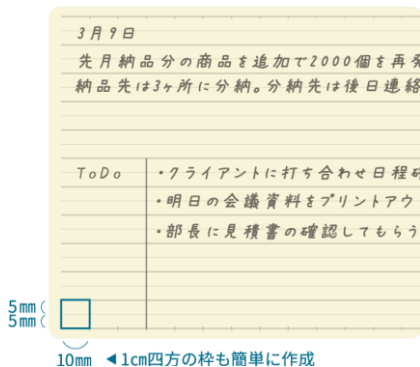 3月9日
先月納品分の商品を追加で2000個を再発
納品先は3ヶ所に分納。分納先は後日連絡
ToDo
・クライアントに打ち合わせ日程確
・明日の会議資料をプリントアウ
・部長に見積書の確認してもらう
5mm
5mm
10mm ◀1cm四方の枠も簡単に作成